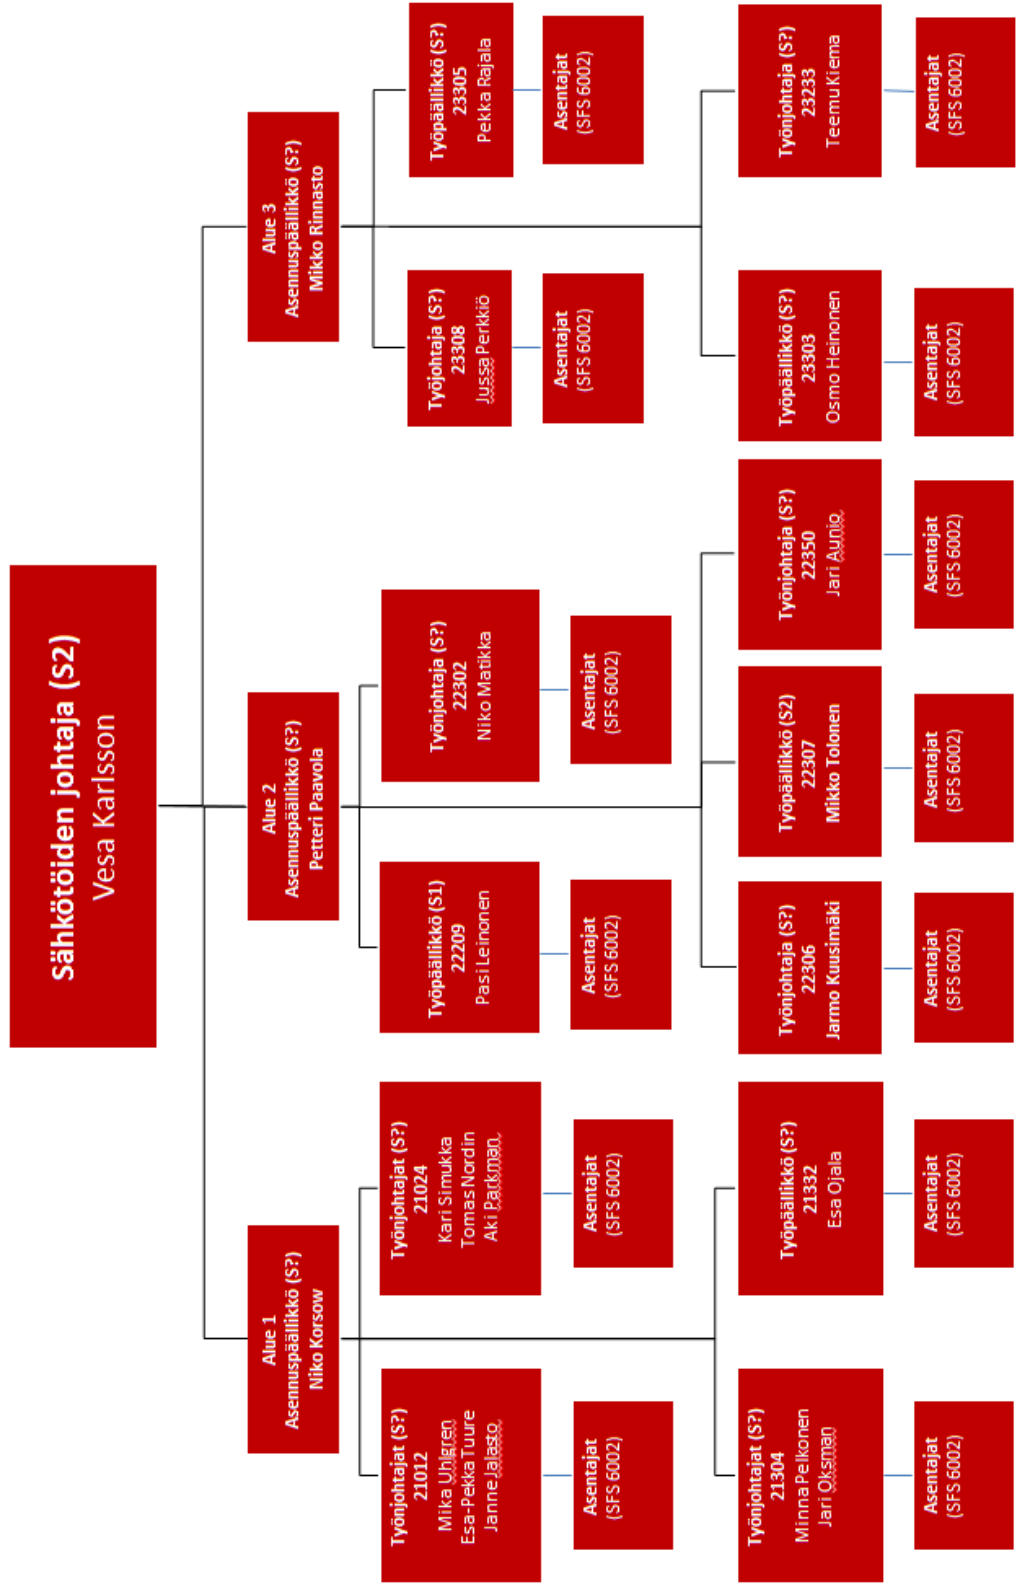 Sähkötöiden johtaja (S2)
Vesa Karlsson
Alue 1
Asennuspäällikkö (S?)
Niko Korsow
Alue 2
Asennuspäällikkö (S?)
Petteri Paavola
Alue 3
Asennuspäällikkö (S?)
Mikko Rinnasto
Työnjohtajat (S?)
21012
Mika Uhlgren
Esa-Pekka Tuure
Janne Jalasto
Työnjohtajat (S?)
21024
Kari Simukka
Tomas Nordin
Aki Parkman
Työpäällikkö (S1)
22209
Pasi Leinonen
Työnjohtaja (S?)
22302
Niko Matikka
Työjohtaja (S?)
23308
Jussa Perkkiö
Työpäällikkö (S?)
23305
Pekka Rajala
Asentajat
(SFS 6002)
Asentajat
(SFS 6002)
Asentajat
(SFS 6002)
Asentajat
(SFS 6002)
Asentajat
(SFS 6002)
Asentajat
(SFS 6002)
Työnjohtajat (S?)
21304
Minna Pelkonen
Jari Oksman
Työpäällikkö (S?)
21332
Esa Ojala
Työnjohtaja (S?)
22306
Jarmo Kuusimäki
Työpäällikkö (S2)
22307
Mikko Tolonen
Työnjohtaja (S?)
22350
Jari Aunio
Työpäällikkö (S?)
23303
Osmo Heinonen
Työnjohtaja (S?)
23233
Teemu Kiema
Asentajat
(SFS 6002)
Asentajat
(SFS 6002)
Asentajat
(SFS 6002)
Asentajat
(SFS 6002)
Asentajat
(SFS 6002)
Asentajat
(SFS 6002)
Asentajat
(SFS 6002)